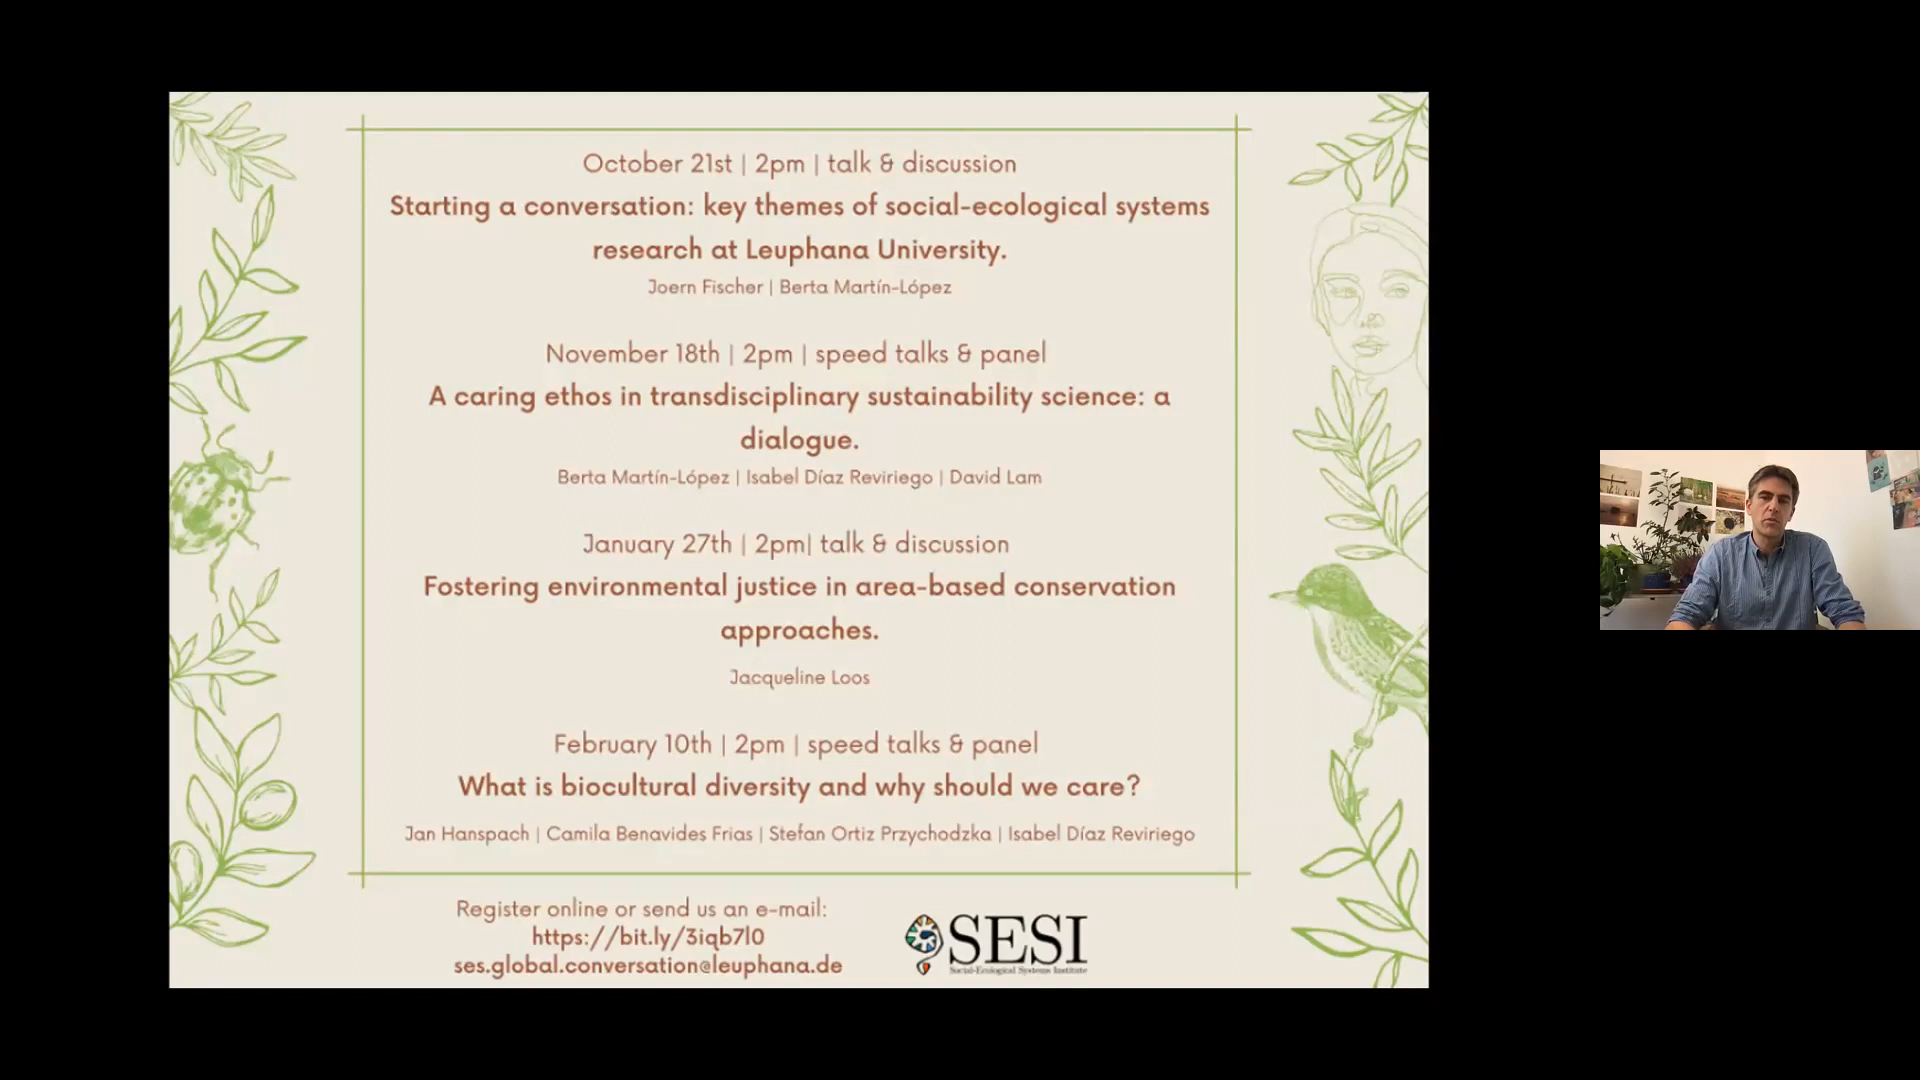 October 21st | 2pm | talk & discussion
Starting a conversation: key themes of social-ecological systems
research at Leuphana University.
Joern Fischer | Berta Martín-López
November 18th | 2pm | speed talks & panel
A caring ethos in transdisciplinary sustainability science: a
dialogue.
Berta Martín-López | Isabel Díaz Reviriego | David Lam
January 27th | 2pm| talk & discussion
Fostering environmental justice in area-based conservation
approaches.
Jacqueline Loos
February 10th | 2pm | speed talks & panel
What is biocultural diversity and why should we care?
Jan Hanspach | Camila Benavides Frias | Stefan Ortiz Przychodzka | Isabel Díaz Reviriego
Register online or send us an e-mail:
https://bit.ly/3iqb7l0
ses.global.conversation@leuphana.de
SESI
Social-Ecological Systems Institute